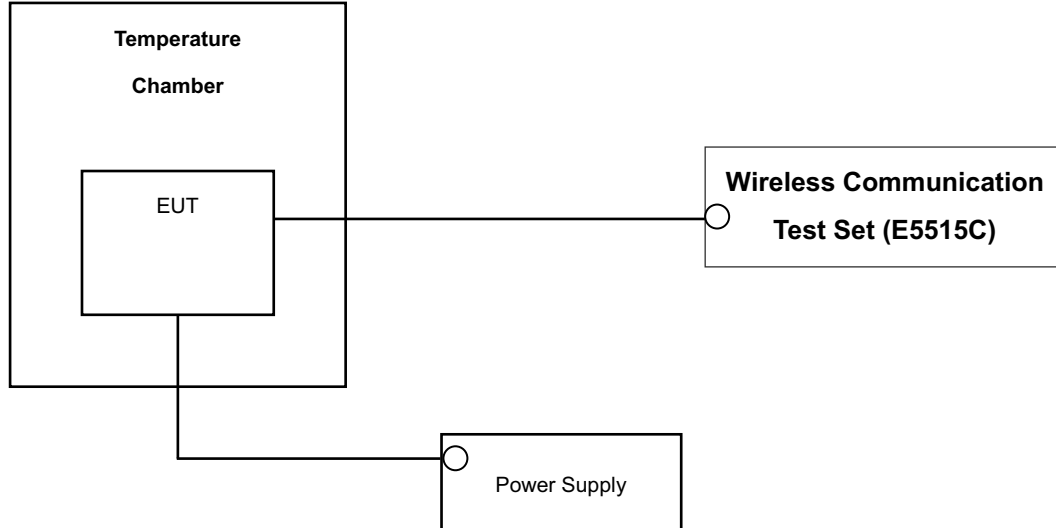 Temperature
Chamber
EUT
Wireless Communication
Test Set (E5515C)
Power Supply